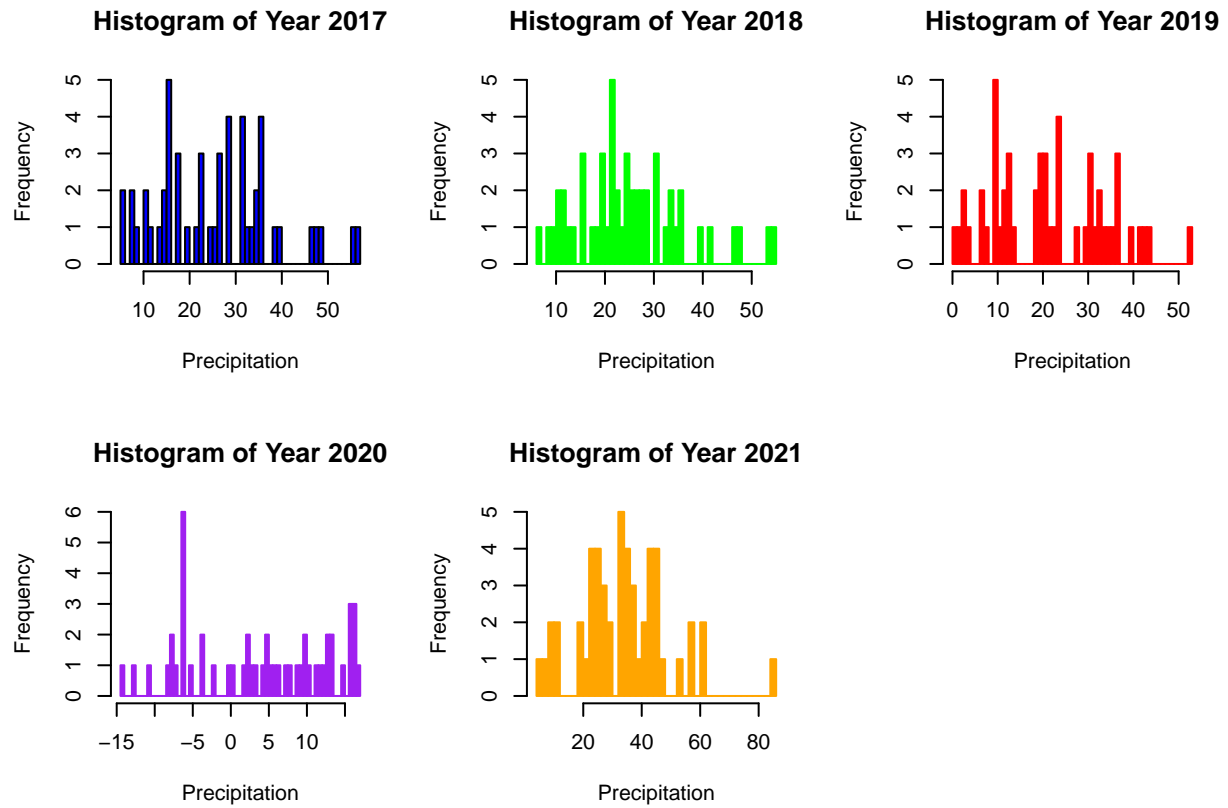 Histogram of Year 2017
Frequency
0 1 2 3 4 5
10 20 30 40 50
Precipitation
Histogram of Year 2018
Frequency
0 1 2 3 4 5
10 20 30 40 50
Precipitation
Histogram of Year 2019
Frequency
0 1 2 3 4 5
0 10 20 30 40 50
Precipitation
Histogram of Year 2020
Frequency
0 1 2 3 4 5 6
−15 −5 0 5 10
Precipitation
Histogram of Year 2021
Frequency
0 1 2 3 4 5
20 40 60 80
Precipitation